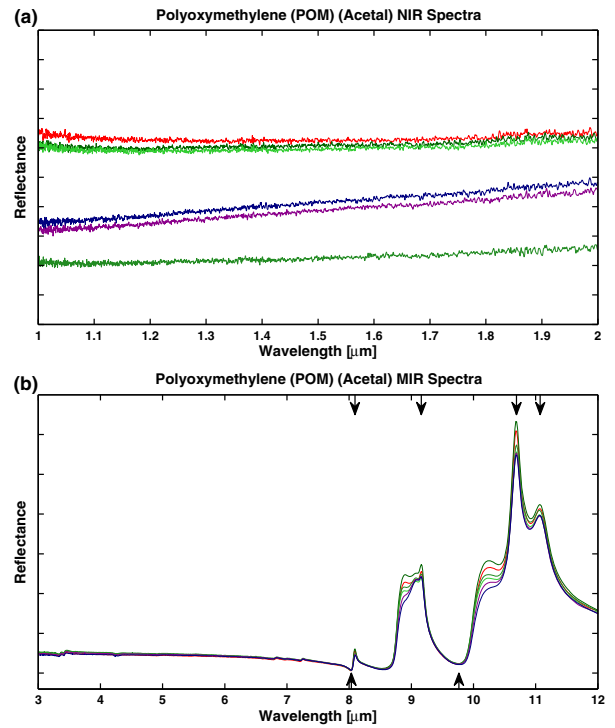 (a)
Polyoxymethylene (POM) (Acetal) NIR Spectra
Reflectance
1 1.1 1.2 1.3 1.4 1.5 1.6 1.7 1.8 1.9 2
Wavelength [μm]
(b)
Polyoxymethylene (POM) (Acetal) MIR Spectra
Reflectance
3 4 5 6 7 8 9 10 11 12
Wavelength [μm]